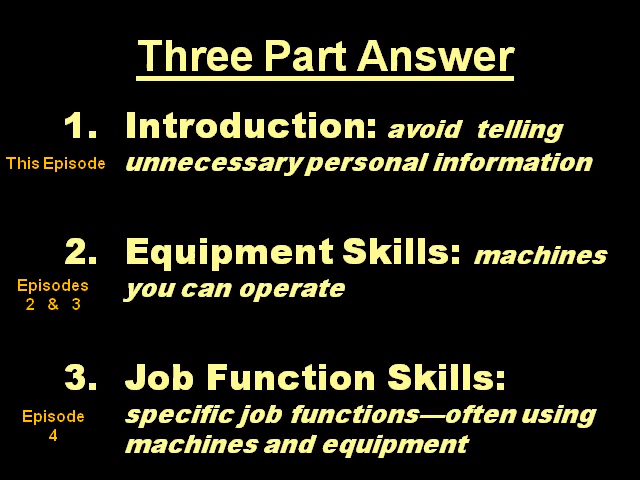 Three Part Answer
1. Introduction: avoid telling
This Episode
unnecessary personal information
2. Equipment Skills: machines
you can operate
Episodes
2 & 3
3. Job Function Skills:
specific job functions—often using
machines and equipment
Episode
4